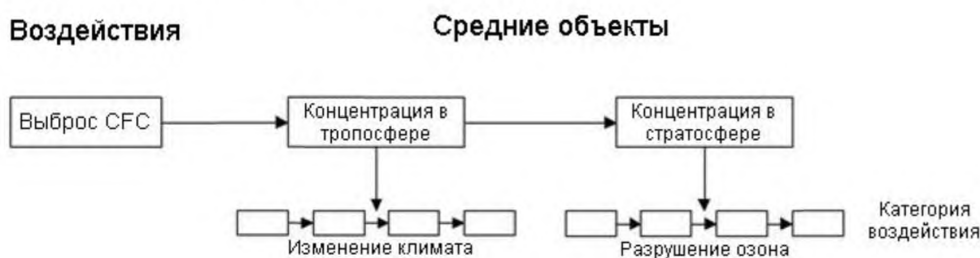 Воздействия
Средние объекты
Выброс CFC
Концентрация в
тропосфере
Концентрация в
стратосфере
Изменение климата
Разрушение озона
Категория
воздействия